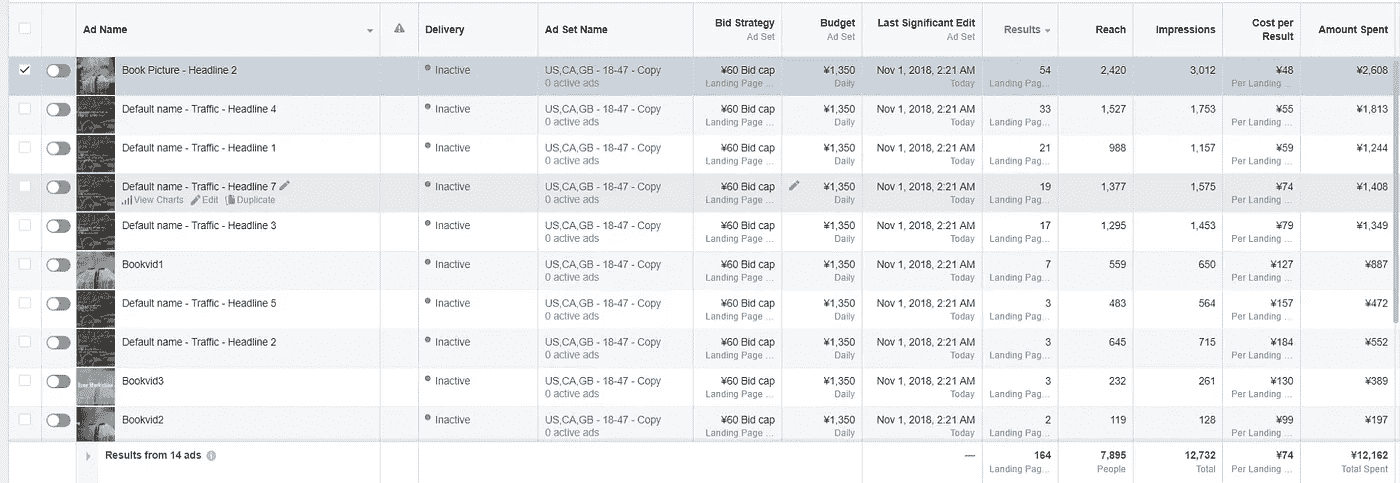 Ad Name Delivery Ad Set Name Bid Strategy Budget Last Significant Edit Results Reach Impressions Cost per Result Amount Spent
Ad Set Ad Set Ad Set
Book Picture - Headline 2 Inactive US,CA,GB - 18-47 - Copy ¥60 Bid cap ¥1,350 Nov 1, 2018, 2:21 AM 54 2,420 3,012 ¥48 ¥2,608
0 active ads Landing Page ... Daily Today Landing Pag... Per Landing ...
Default name - Traffic - Headline 4 Inactive US,CA,GB - 18-47 - Copy ¥60 Bid cap ¥1,350 Nov 1, 2018, 2:21 AM 33 1,527 1,753 ¥55 ¥1,813
0 active ads Landing Page ... Daily Today Landing Pag... Per Landing ...
Default name - Traffic - Headline 1 Inactive US,CA,GB - 18-47 - Copy ¥60 Bid cap ¥1,350 Nov 1, 2018, 2:21 AM 21 988 1,157 ¥59 ¥1,244
0 active ads Landing Page ... Daily Today Landing Pag... Per Landing ...
Default name - Traffic - Headline 7 Inactive US,CA,GB - 18-47 - Copy ¥60 Bid cap ¥1,350 Nov 1, 2018, 2:21 AM 19 1,377 1,575 ¥74 ¥1,408
View Charts Edit Duplicate 0 active ads Landing Page ... Daily Today Landing Pag... Per Landing ...
Default name - Traffic - Headline 3 Inactive US,CA,GB - 18-47 - Copy ¥60 Bid cap ¥1,350 Nov 1, 2018, 2:21 AM 17 1,295 1,453 ¥79 ¥1,349
0 active ads Landing Page ... Daily Today Landing Pag... Per Landing ...
Bookvid1 Inactive US,CA,GB - 18-47 - Copy ¥60 Bid cap ¥1,350 Nov 1, 2018, 2:21 AM 7 559 650 ¥127 ¥887
0 active ads Landing Page ... Daily Today Landing Pag... Per Landing ...
Default name - Traffic - Headline 5 Inactive US,CA,GB - 18-47 - Copy ¥60 Bid cap ¥1,350 Nov 1, 2018, 2:21 AM 3 483 564 ¥157 ¥472
0 active ads Landing Page ... Daily Today Landing Pag... Per Landing ...
Default name - Traffic - Headline 2 Inactive US,CA,GB - 18-47 - Copy ¥60 Bid cap ¥1,350 Nov 1, 2018, 2:21 AM 3 645 715 ¥184 ¥552
0 active ads Landing Page ... Daily Today Landing Pag... Per Landing ...
Bookvid3 Inactive US,CA,GB - 18-47 - Copy ¥60 Bid cap ¥1,350 Nov 1, 2018, 2:21 AM 3 232 261 ¥130 ¥389
0 active ads Landing Page ... Daily Today Landing Pag... Per Landing ...
Bookvid2 Inactive US,CA,GB - 18-47 - Copy ¥60 Bid cap ¥1,350 Nov 1, 2018, 2:21 AM 2 119 128 ¥99 ¥197
0 active ads Landing Page ... Daily Today Landing Pag... Per Landing ...
Results from 14 ads — 164 7,895 12,732 ¥74 ¥12,162
Landing Pag... People Total Per Landing ... Total Spent